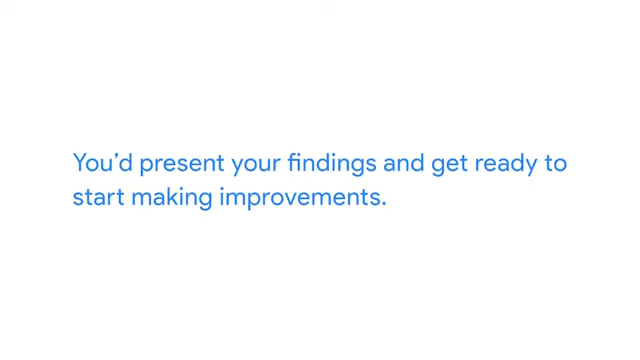 You’d present your findings and get ready to
start making improvements.